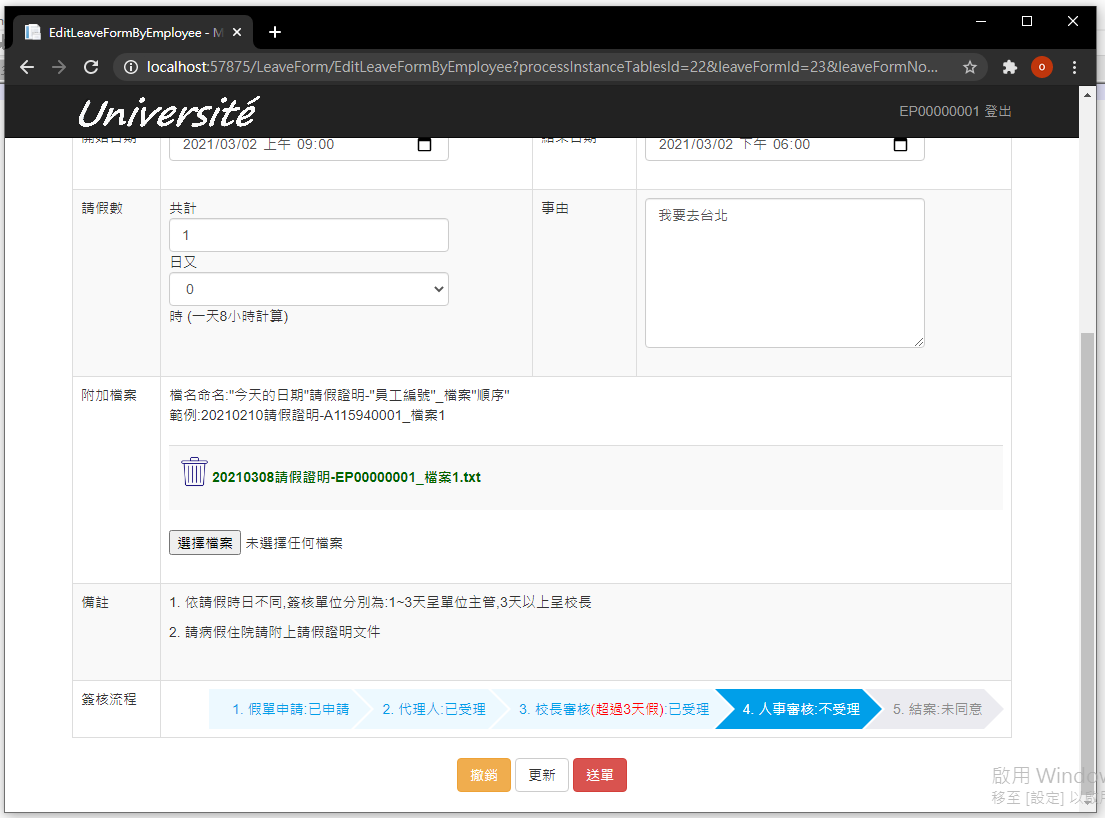 EditLeaveFormByEmployee - M
localhost:57875/LeaveForm/EditLeaveFormByEmployee?processInstanceTablesId=22&leaveFormId=23&leaveFormNo...
Université
EP00000001 登出
開始日期
2021/03/02 上午 09:00
結束日期
2021/03/02 下午 06:00
請假數
共計
1
日又
0
時 (一天8小時計算)
事由
我要去台北
附加檔案
檔名命名:"今天的日期"請假證明-"員工編號"_檔案"順序"
範例:20210210請假證明-A115940001_檔案1
20210308請假證明-EP00000001_檔案1.txt
選擇檔案 未選擇任何檔案
備註
1. 依請假時日不同,簽核單位分別為:1~3天呈單位主管,3天以上呈校長
2. 請病假住院請附上請假證明文件
簽核流程
1. 假單申請:已申請
2. 代理人:已受理
3. 校長審核(超過3天假):已受理
4. 人事審核:不受理
5. 結案:未同意
撤銷 更新 送單
啟用 Window
移至 [設定] 以啟用